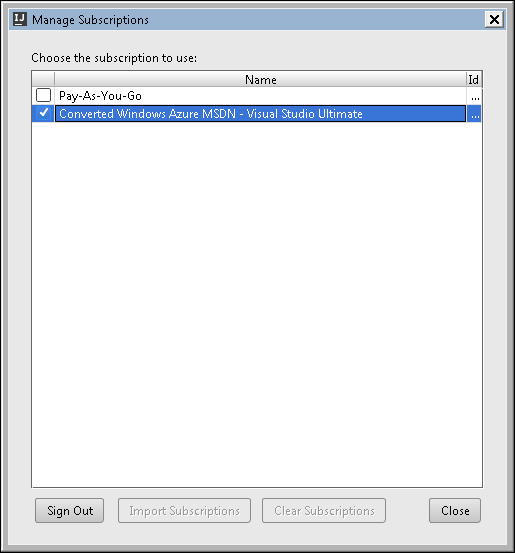 IJ Manage Subscriptions
Choose the subscription to use:
Name Id
Pay-As-You-Go ...
Converted Windows Azure MSDN - Visual Studio Ultimate ...
Sign Out Import Subscriptions Clear Subscriptions Close